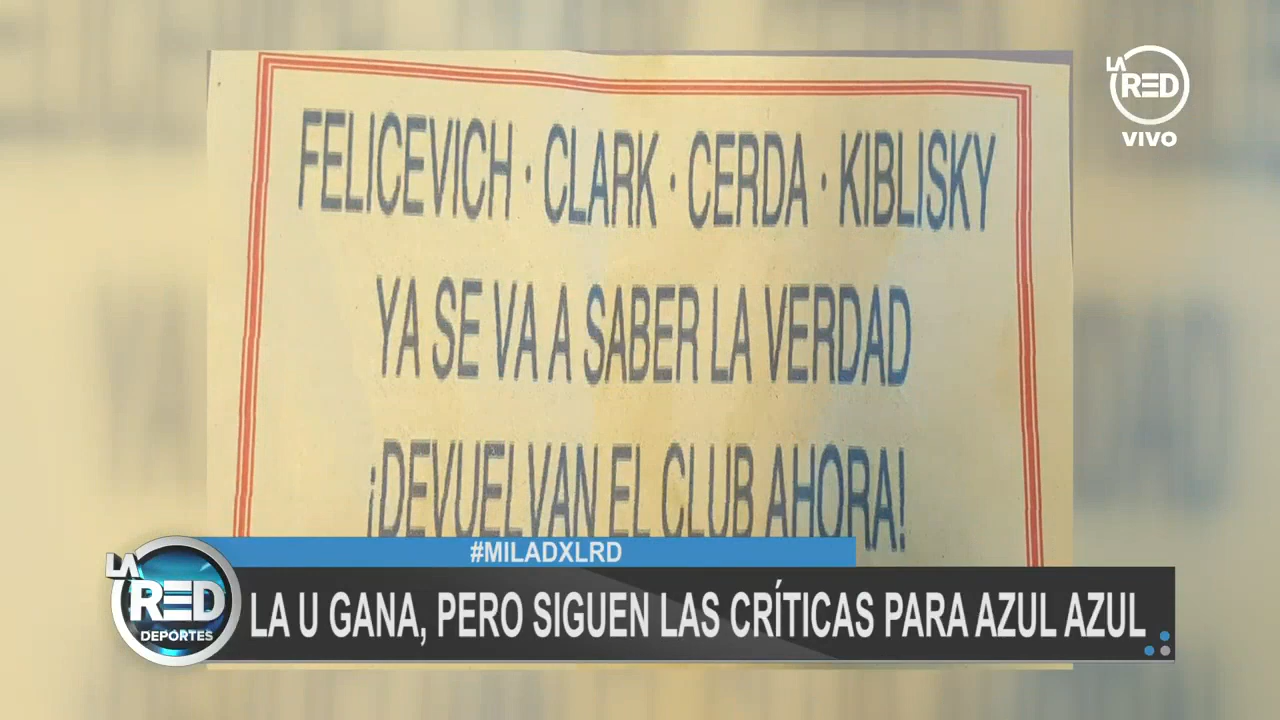 LA
RED
VIVO
FELICEVICH · CLARK · CERDA · KIBLISKY
YA SE VA A SABER LA VERDAD
¡DEVUELVAN EL CLUB AHORA!
#MILADXLRD
LA
RED
DEPORTES
LA U GANA, PERO SIGUEN LAS CRÍTICAS PARA AZUL AZUL